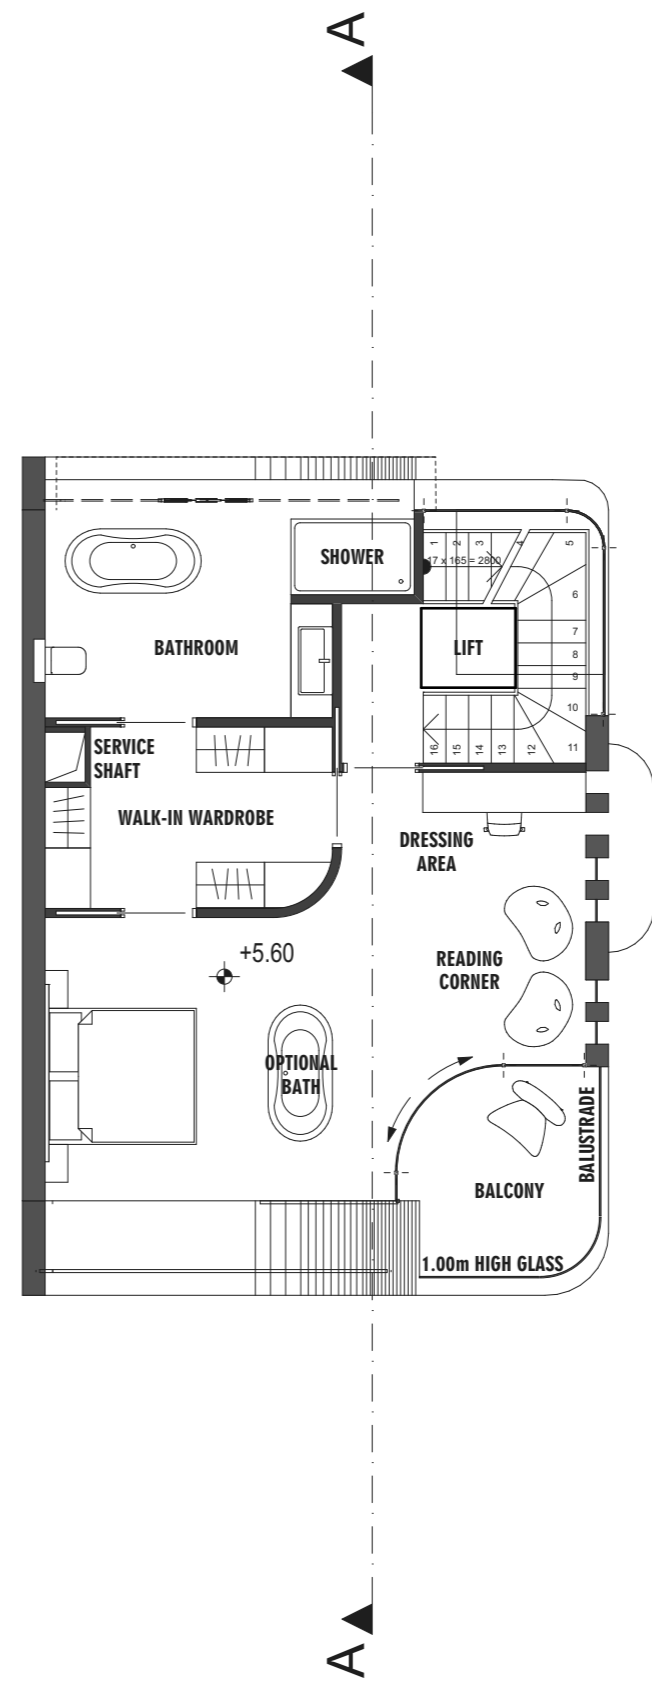 A
1 2 3 4 5
17 x 165 = 2800
SHOWER
6
BATHROOM
LIFT
7
8
9
10
SERVICE
SHAFT
16 15 14 13 12 11
WALK-IN WARDROBE
DRESSING
AREA
+5.60
READING
CORNER
OPTIONAL
BATH
BALUSTRADE
BALCONY
1.00m HIGH GLASS
A